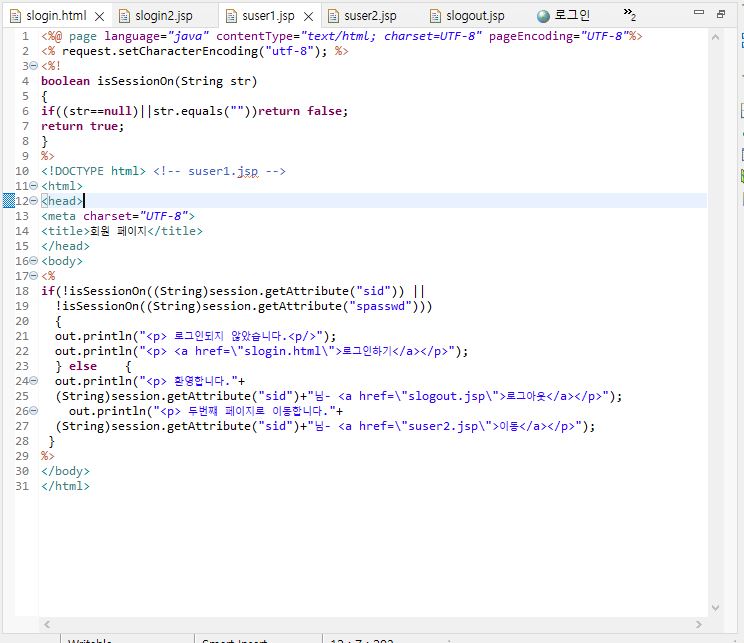 slogin.html slogin2.jsp suser1.jsp suser2.jsp slogout.jsp 로그인 »2
1 <%@ page language="java" contentType="text/html; charset=UTF-8" pageEncoding="UTF-8"%>
2 <% request.setCharacterEncoding("utf-8"); %>
3 <%!
4 boolean isSessionOn(String str)
5 {
6 if((str==null)||str.equals(""))return false;
7 return true;
8 }
9 %>
10 <!DOCTYPE html> <!-- suser1.jsp -->
11 <html>
12 <head>
13 <meta charset="UTF-8">
14 <title>회원 페이지</title>
15 </head>
16 <body>
17 <%
18 if(!isSessionOn((String)session.getAttribute("sid")) ||
19 !isSessionOn((String)session.getAttribute("spasswd")))
20 {
21 out.println("<p> 로그인되지 않았습니다.<p/>");
22 out.println("<p> <a href=\"slogin.html\">로그인하기</a></p>");
23 } else {
24 out.println("<p> 환영합니다."+
25 (String)session.getAttribute("sid")+"님- <a href=\"slogout.jsp\">로그아웃</a></p>");
26 out.println("<p> 두번째 페이지로 이동합니다."+
27 (String)session.getAttribute("sid")+"님- <a href=\"suser2.jsp\">이동</a></p>");
28 }
29 %>
30 </body>
31 </html>